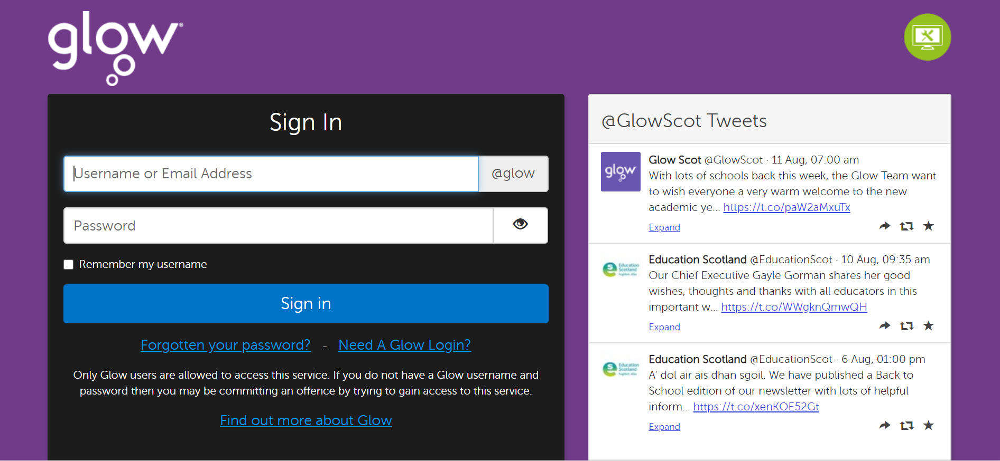 glow®
Sign In
Username or Email Address
@glow
Password
Remember my username
Sign in
Forgotten your password? - Need A Glow Login?
Only Glow users are allowed to access this service. If you do not have a Glow username and
password then you may be committing an offence by trying to gain access to this service.
Find out more about Glow
@GlowScot Tweets
glow
Glow Scot @GlowScot · 11 Aug, 07:00 am
With lots of schools back this week, the Glow Team want
to wish everyone a very warm welcome to the new
academic ye... https://t.co/paW2aMxuTx
Expand
Education
Scotland
Education Scotland @EducationScot · 10 Aug, 09:35 am
Our Chief Executive Gayle Gorman shares her good
wishes, thoughts and thanks with all educators in this
important w... https://t.co/WWgknQmwQH
Expand
Education
Scotland
Education Scotland @EducationScot · 6 Aug, 01:00 pm
A’ dol air ais dhan sgoil. We have published a Back to
School edition of our newsletter with lots of helpful
inform... https://t.co/xenKOE52Gt
Expand